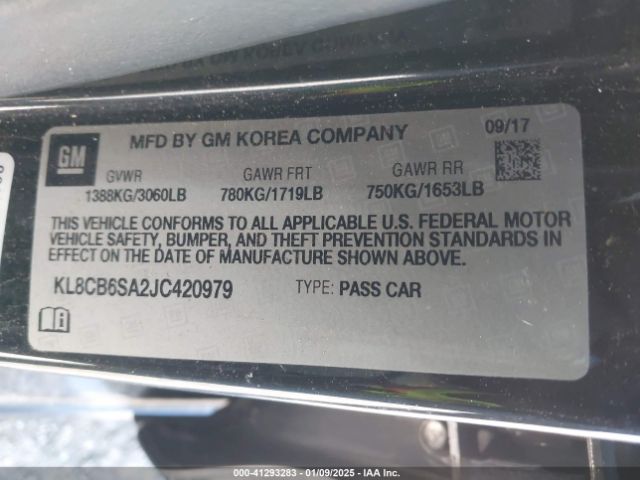 MFD BY GM KOREA COMPANY
09/17
GM
GVWR GAWR FRT GAWR RR
1388KG/3060LB 780KG/1719LB 750KG/1653LB
THIS VEHICLE CONFORMS TO ALL APPLICABLE U.S. FEDERAL MOTOR
VEHICLE SAFETY, BUMPER, AND THEFT PREVENTION STANDARDS IN
EFFECT ON THE DATE OF MANUFACTURE SHOWN ABOVE.
KL8CB6SA2JC420979 TYPE: PASS CAR
00-41293283 - 01/09/2025 - IAA Inc.